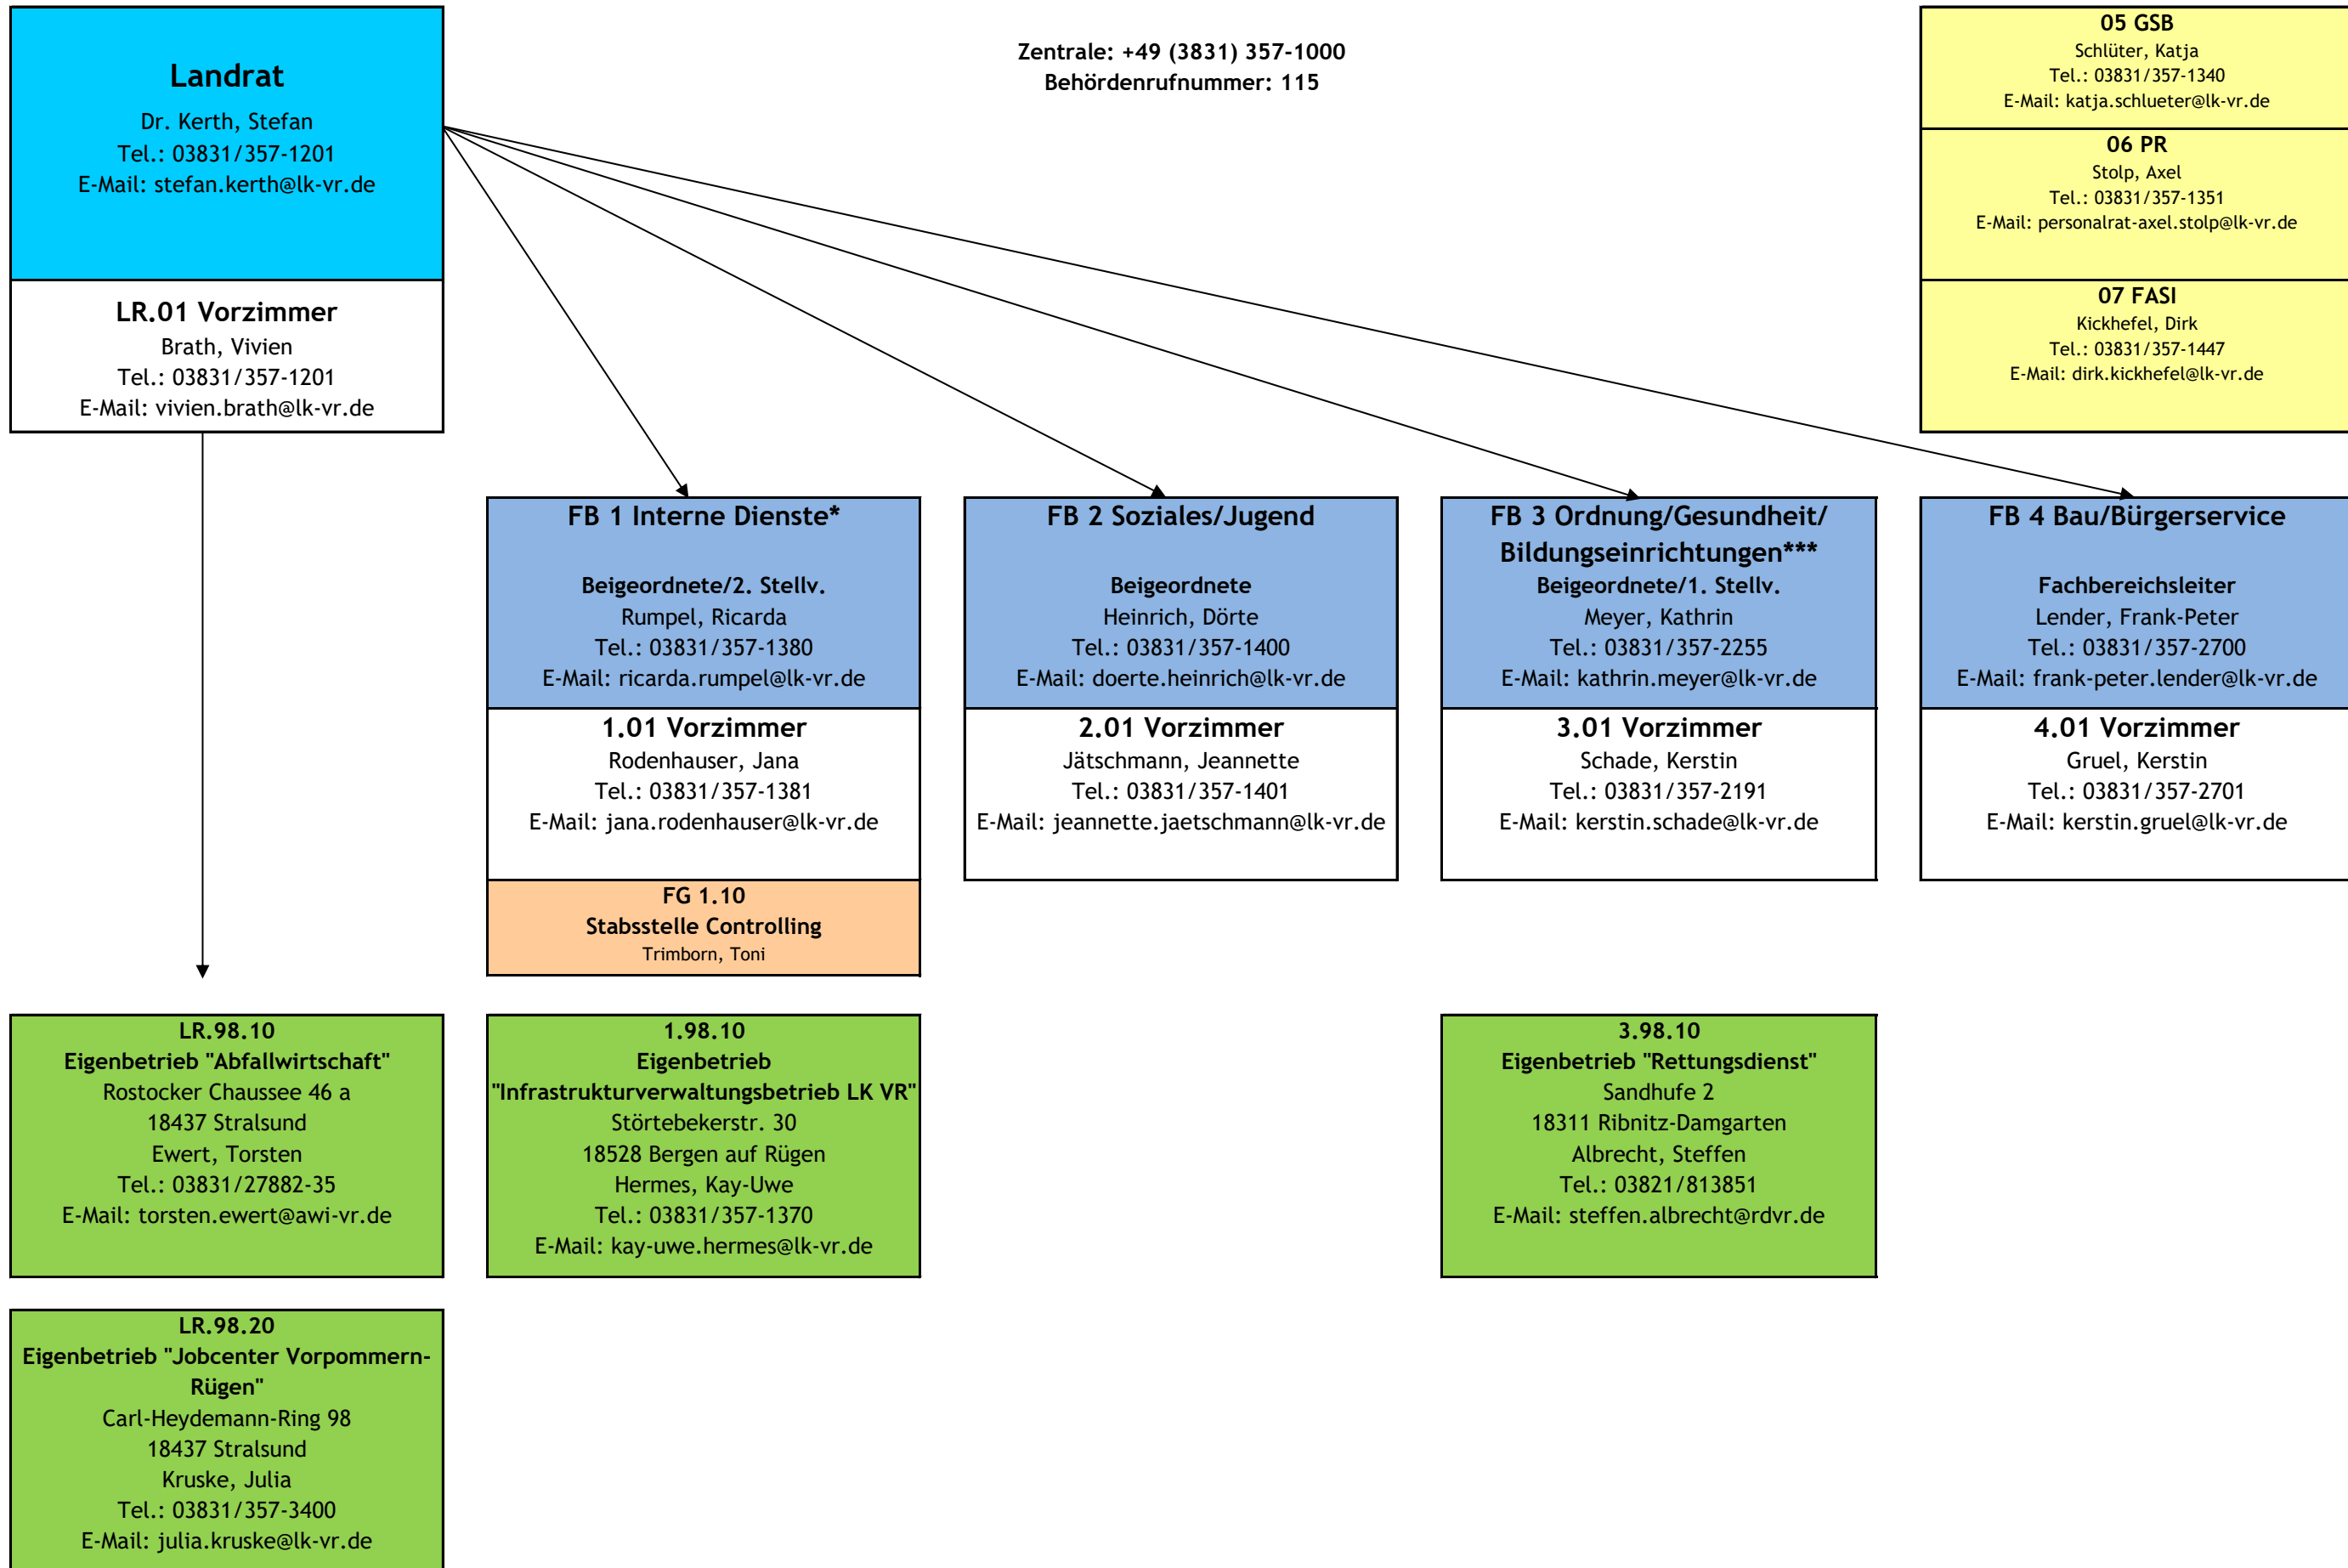 Landrat
Dr. Kerth, Stefan
Tel.: 03831/357-1201
E-Mail: stefan.kerth@lk-vr.de
LR.01 Vorzimmer
Brath, Vivien
Tel.: 03831/357-1201
E-Mail: vivien.brath@lk-vr.de
Zentrale: +49 (3831) 357-1000
Behördenrufnummer: 115
05 GSB
Schlüter, Katja
Tel.: 03831/357-1340
E-Mail: katja.schlueter@lk-vr.de
06 PR
Stolp, Axel
Tel.: 03831/357-1351
E-Mail: personalrat-axel.stolp@lk-vr.de
07 FASI
Kickhefel, Dirk
Tel.: 03831/357-1447
E-Mail: dirk.kickhefel@lk-vr.de
FB 1 Interne Dienste*
Beigeordnete/2. Stellv.
Rumpel, Ricarda
Tel.: 03831/357-1380
E-Mail: ricarda.rumpel@lk-vr.de
1.01 Vorzimmer
Rodenhauser, Jana
Tel.: 03831/357-1381
E-Mail: jana.rodenhauser@lk-vr.de
FG 1.10
Stabsstelle Controlling
Trimborn, Toni
FB 2 Soziales/Jugend
Beigeordnete
Heinrich, Dörte
Tel.: 03831/357-1400
E-Mail: doerte.heinrich@lk-vr.de
2.01 Vorzimmer
Jätschmann, Jeannette
Tel.: 03831/357-1401
E-Mail: jeannette.jaetschmann@lk-vr.de
FB 3 Ordnung/Gesundheit/
Bildungseinrichtungen***
Beigeordnete/1. Stellv.
Meyer, Kathrin
Tel.: 03831/357-2255
E-Mail: kathrin.meyer@lk-vr.de
3.01 Vorzimmer
Schade, Kerstin
Tel.: 03831/357-2191
E-Mail: kerstin.schade@lk-vr.de
FB 4 Bau/Bürgerservice
Fachbereichsleiter
Lender, Frank-Peter
Tel.: 03831/357-2700
E-Mail: frank-peter.lender@lk-vr.de
4.01 Vorzimmer
Gruel, Kerstin
Tel.: 03831/357-2701
E-Mail: kerstin.gruel@lk-vr.de
LR.98.10
Eigenbetrieb "Abfallwirtschaft"
Rostocker Chaussee 46 a
18437 Stralsund
Ewert, Torsten
Tel.: 03831/27882-35
E-Mail: torsten.ewert@awi-vr.de
1.98.10
Eigenbetrieb
"Infrastrukturverwaltungsbetrieb LK VR"
Störtebekerstr. 30
18528 Bergen auf Rügen
Hermes, Kay-Uwe
Tel.: 03831/357-1370
E-Mail: kay-uwe.hermes@lk-vr.de
3.98.10
Eigenbetrieb "Rettungsdienst"
Sandhufe 2
18311 Ribnitz-Damgarten
Albrecht, Steffen
Tel.: 03821/813851
E-Mail: steffen.albrecht@rdvr.de
LR.98.20
Eigenbetrieb "Jobcenter Vorpommern-
Rügen"
Carl-Heydemann-Ring 98
18437 Stralsund
Kruske, Julia
Tel.: 03831/357-3400
E-Mail: julia.kruske@lk-vr.de